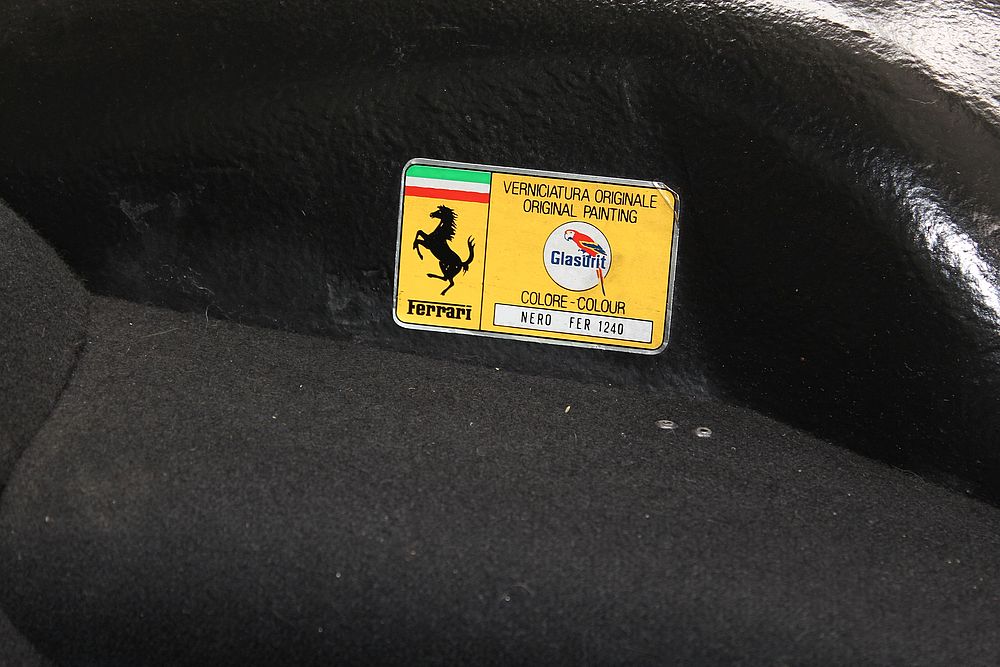 VERNICIATURA ORIGINALE
ORIGINAL PAINTING
Glasurit
COLORE-COLOUR
NERO FER 1240
Ferrari